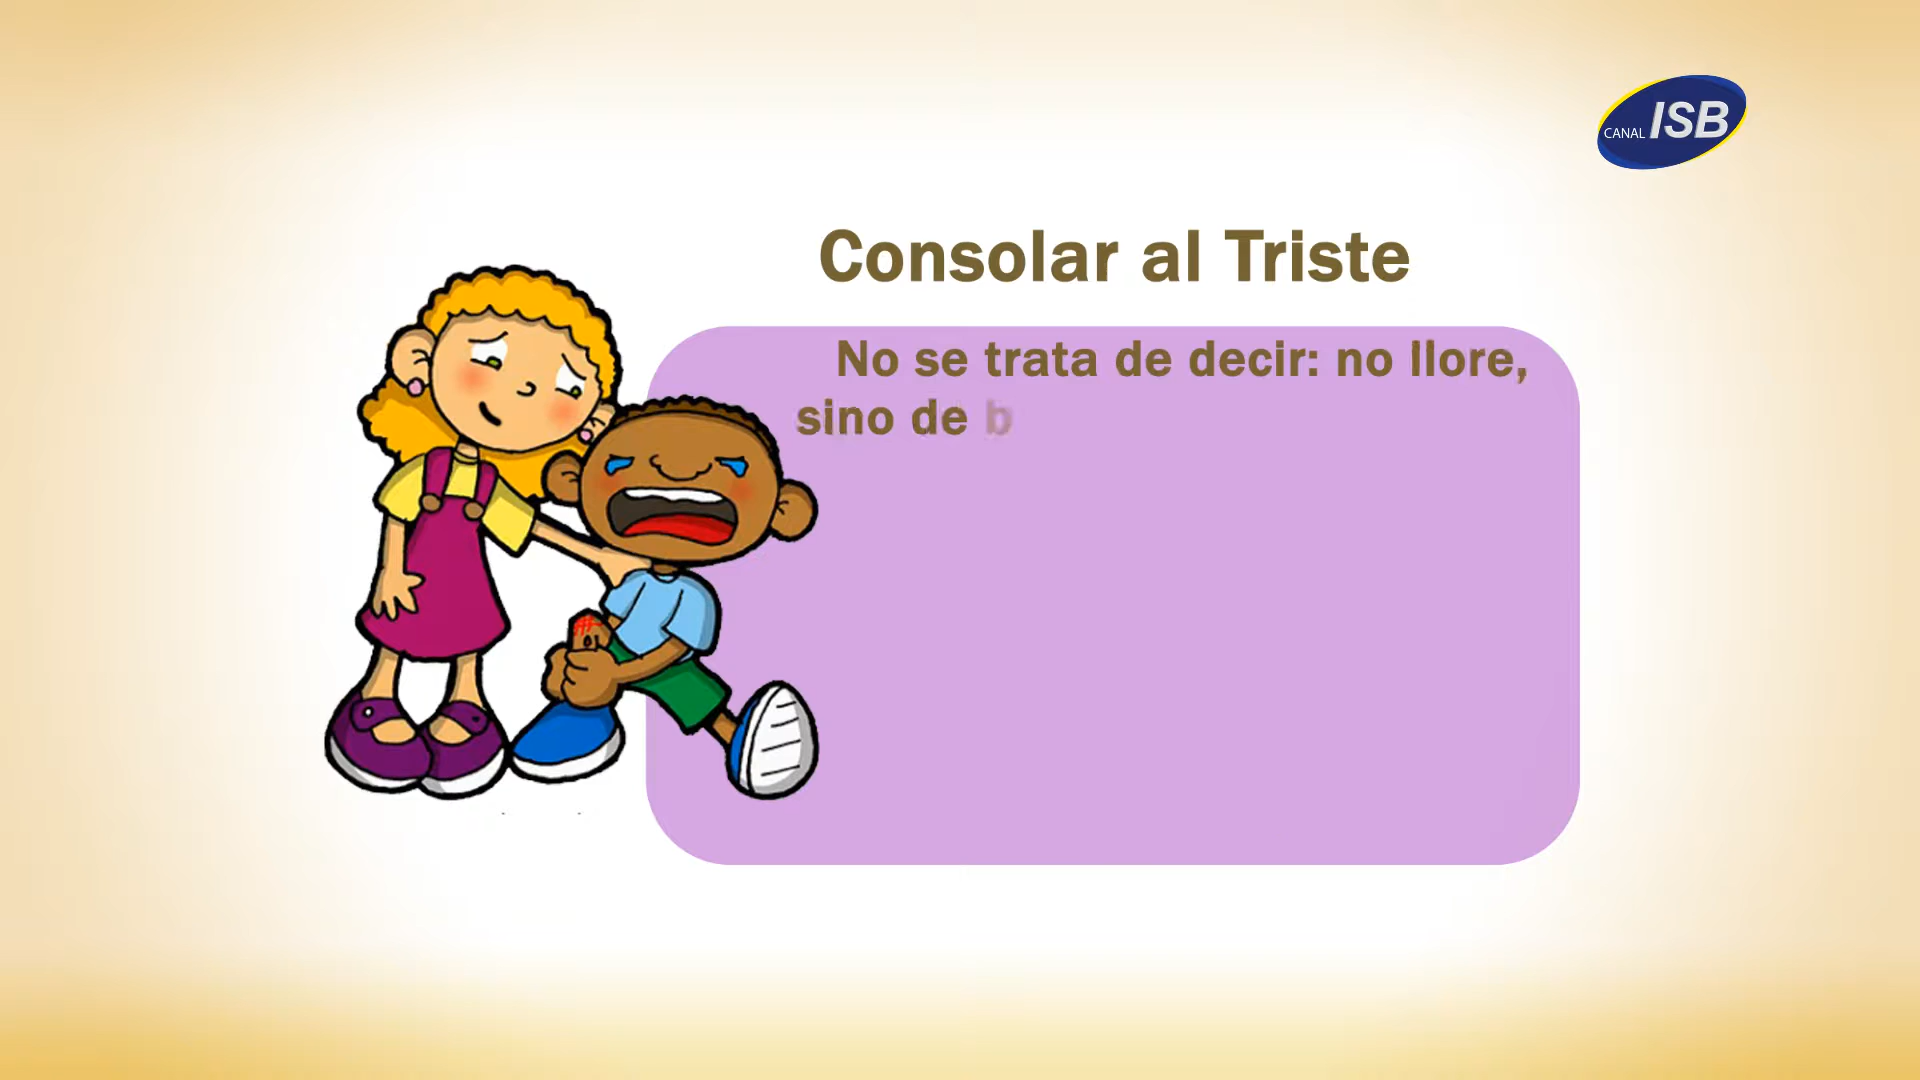 CANAL ISB
Consolar al Triste
No se trata de decir: no llore,
sino de b